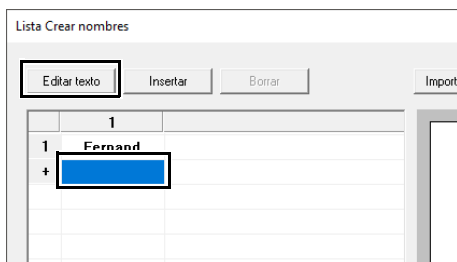 Lista Crear nombres
Editar texto Insertar Borrar Import
1
1 Fernand
+